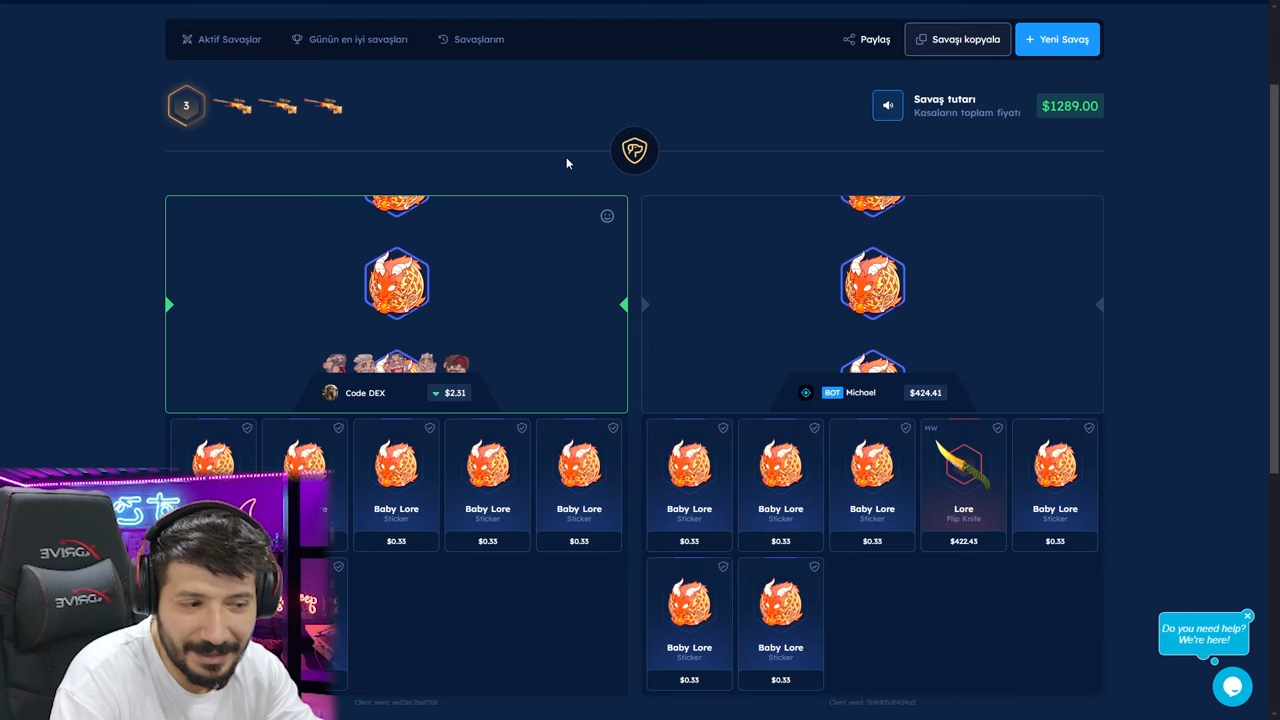 Aktif Savaşlar
Günün en iyi savaşları
Savaşlarım
Paylaş
Savaşı kopyala
+ Yeni Savaş
3
Savaş tutarı
Kasaların toplam fiyatı
$1289.00
Code DEX
$2.31
BOT Michael
$424.41
Baby Lore
Sticker
$0.33
Baby Lore
Sticker
$0.33
Baby Lore
Sticker
$0.33
Baby Lore
Sticker
$0.33
Baby Lore
Sticker
$0.33
Baby Lore
Sticker
$0.33
MW
Lore
Flip Knife
$422.43
Baby Lore
Sticker
$0.33
Baby Lore
Sticker
$0.33
Baby Lore
Sticker
$0.33
XDRIVE
XDRIVE
Do you need help?
We're here!